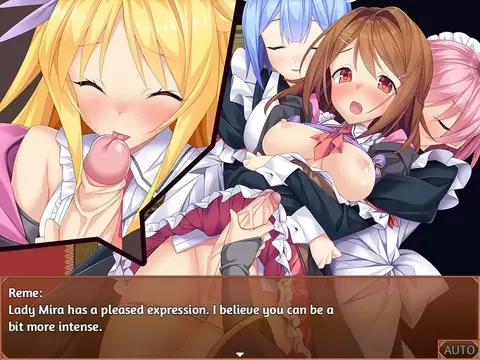 Reme:
Lady Mira has a pleased expression. I believe you can be a
bit more intense.
AUTO